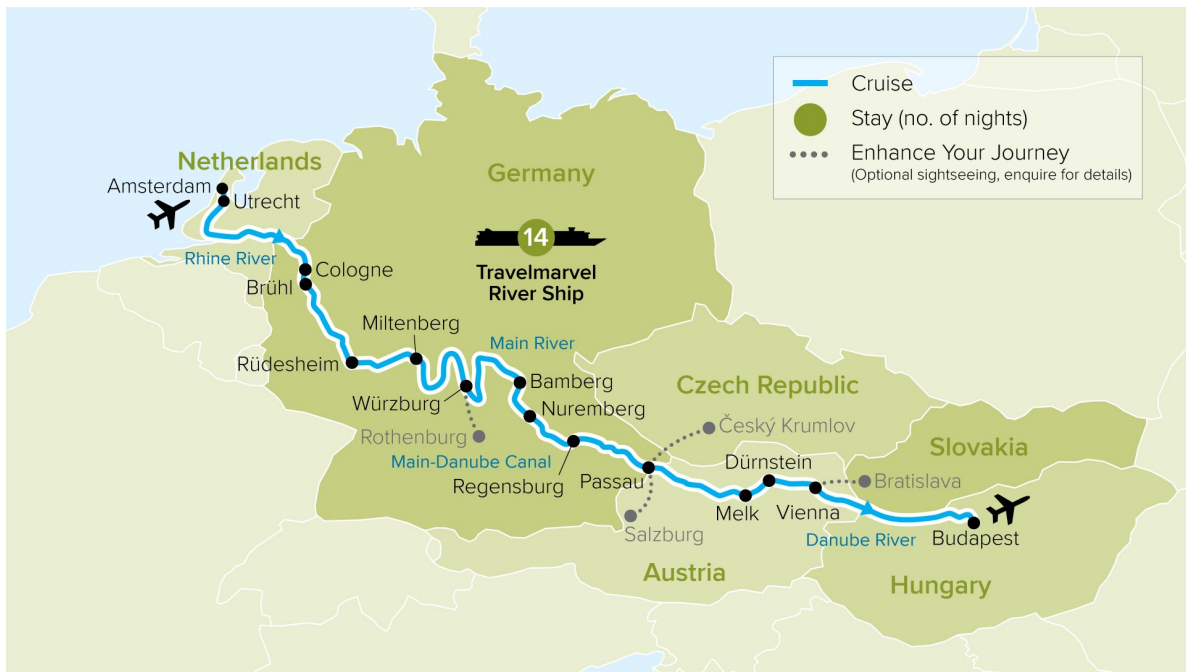 Cruise
Stay (no. of nights)
Enhance Your Journey
(Optional sightseeing, enquire for details)
Netherlands
Amsterdam
Utrecht
Germany
14
Travelmarvel
River Ship
Rhine River
Cologne
Brühl
Miltenberg
Main River
Rüdesheim
Bamberg
Würzburg
Czech Republic
Nuremberg
Rothenburg
Český Krumlov
Main-Danube Canal
Regensburg
Slovakia
Passau
Dürnstein
Bratislava
Melk
Vienna
Salzburg
Danube River
Budapest
Austria
Hungary